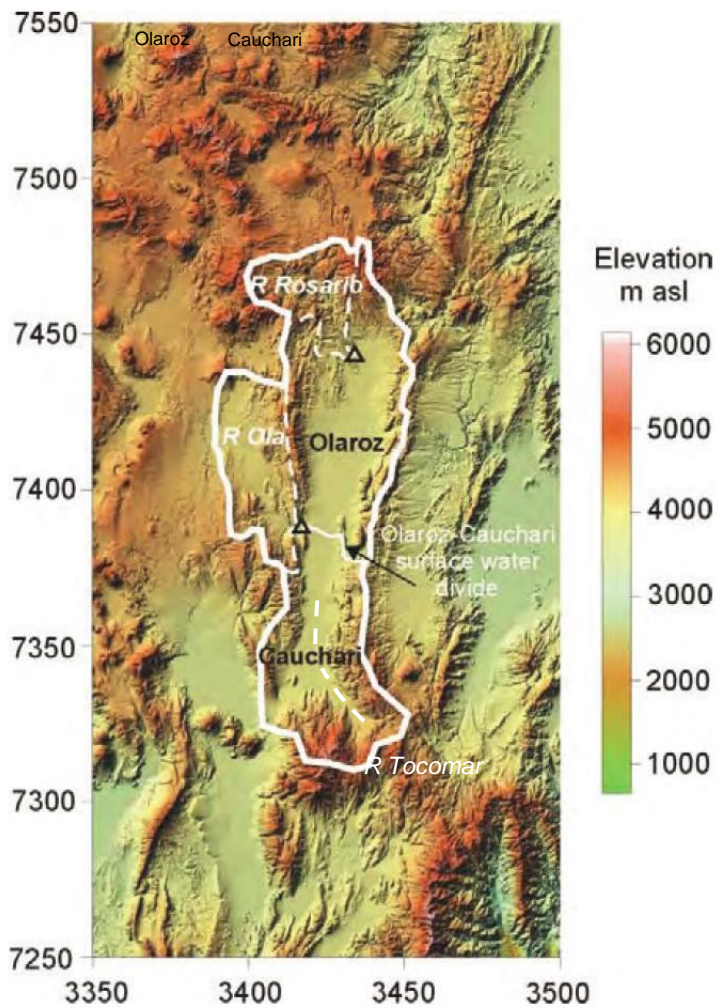 7550
Olaroz Cauchari
7500
R Rosario
7450
R Ola
Olaroz
7400
Olaroz-Cauchari
surface water
divide
7350
Cauchari
R Tocomar
7300
7250
3350 3400 3450 3500
Elevation
m asl
6000
5000
4000
3000
2000
1000